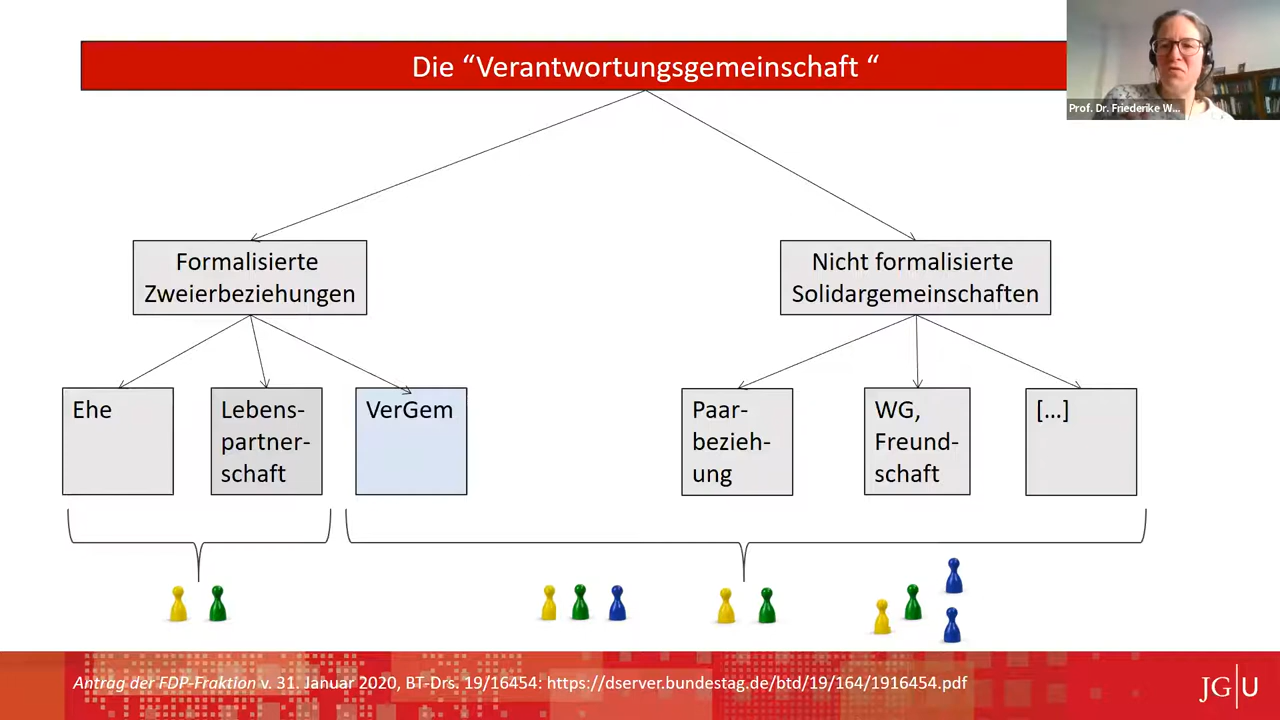 Die “Verantwortungsgemeinschaft “
Prof. Dr. Friederike W...
Formalisierte
Zweierbeziehungen
Nicht formalisierte
Solidargemeinschaften
Ehe
Lebens-
partner-
schaft
VerGem
Paar-
bezieh-
ung
WG,
Freund-
schaft
[...]
Antrag der FDP-Fraktion v. 31. Januar 2020, BT-Drs. 19/16454: https://dserver.bundestag.de/btd/19/164/1916454.pdf
JG|U